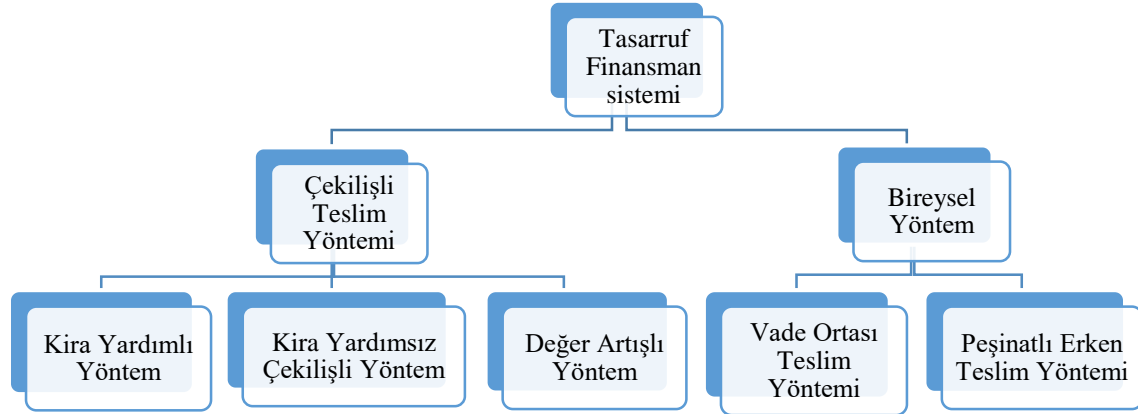 Tasarruf
Finansman
sistemi
Çekilişli
Teslim
Yöntemi
Bireysel
Yöntem
Kira Yardımlı
Yöntem
Kira Yardımsız
Çekilişli Yöntem
Değer Artışlı
Yöntem
Vade Ortası
Teslim
Yöntemi
Peşinatlı Erken
Teslim Yöntemi